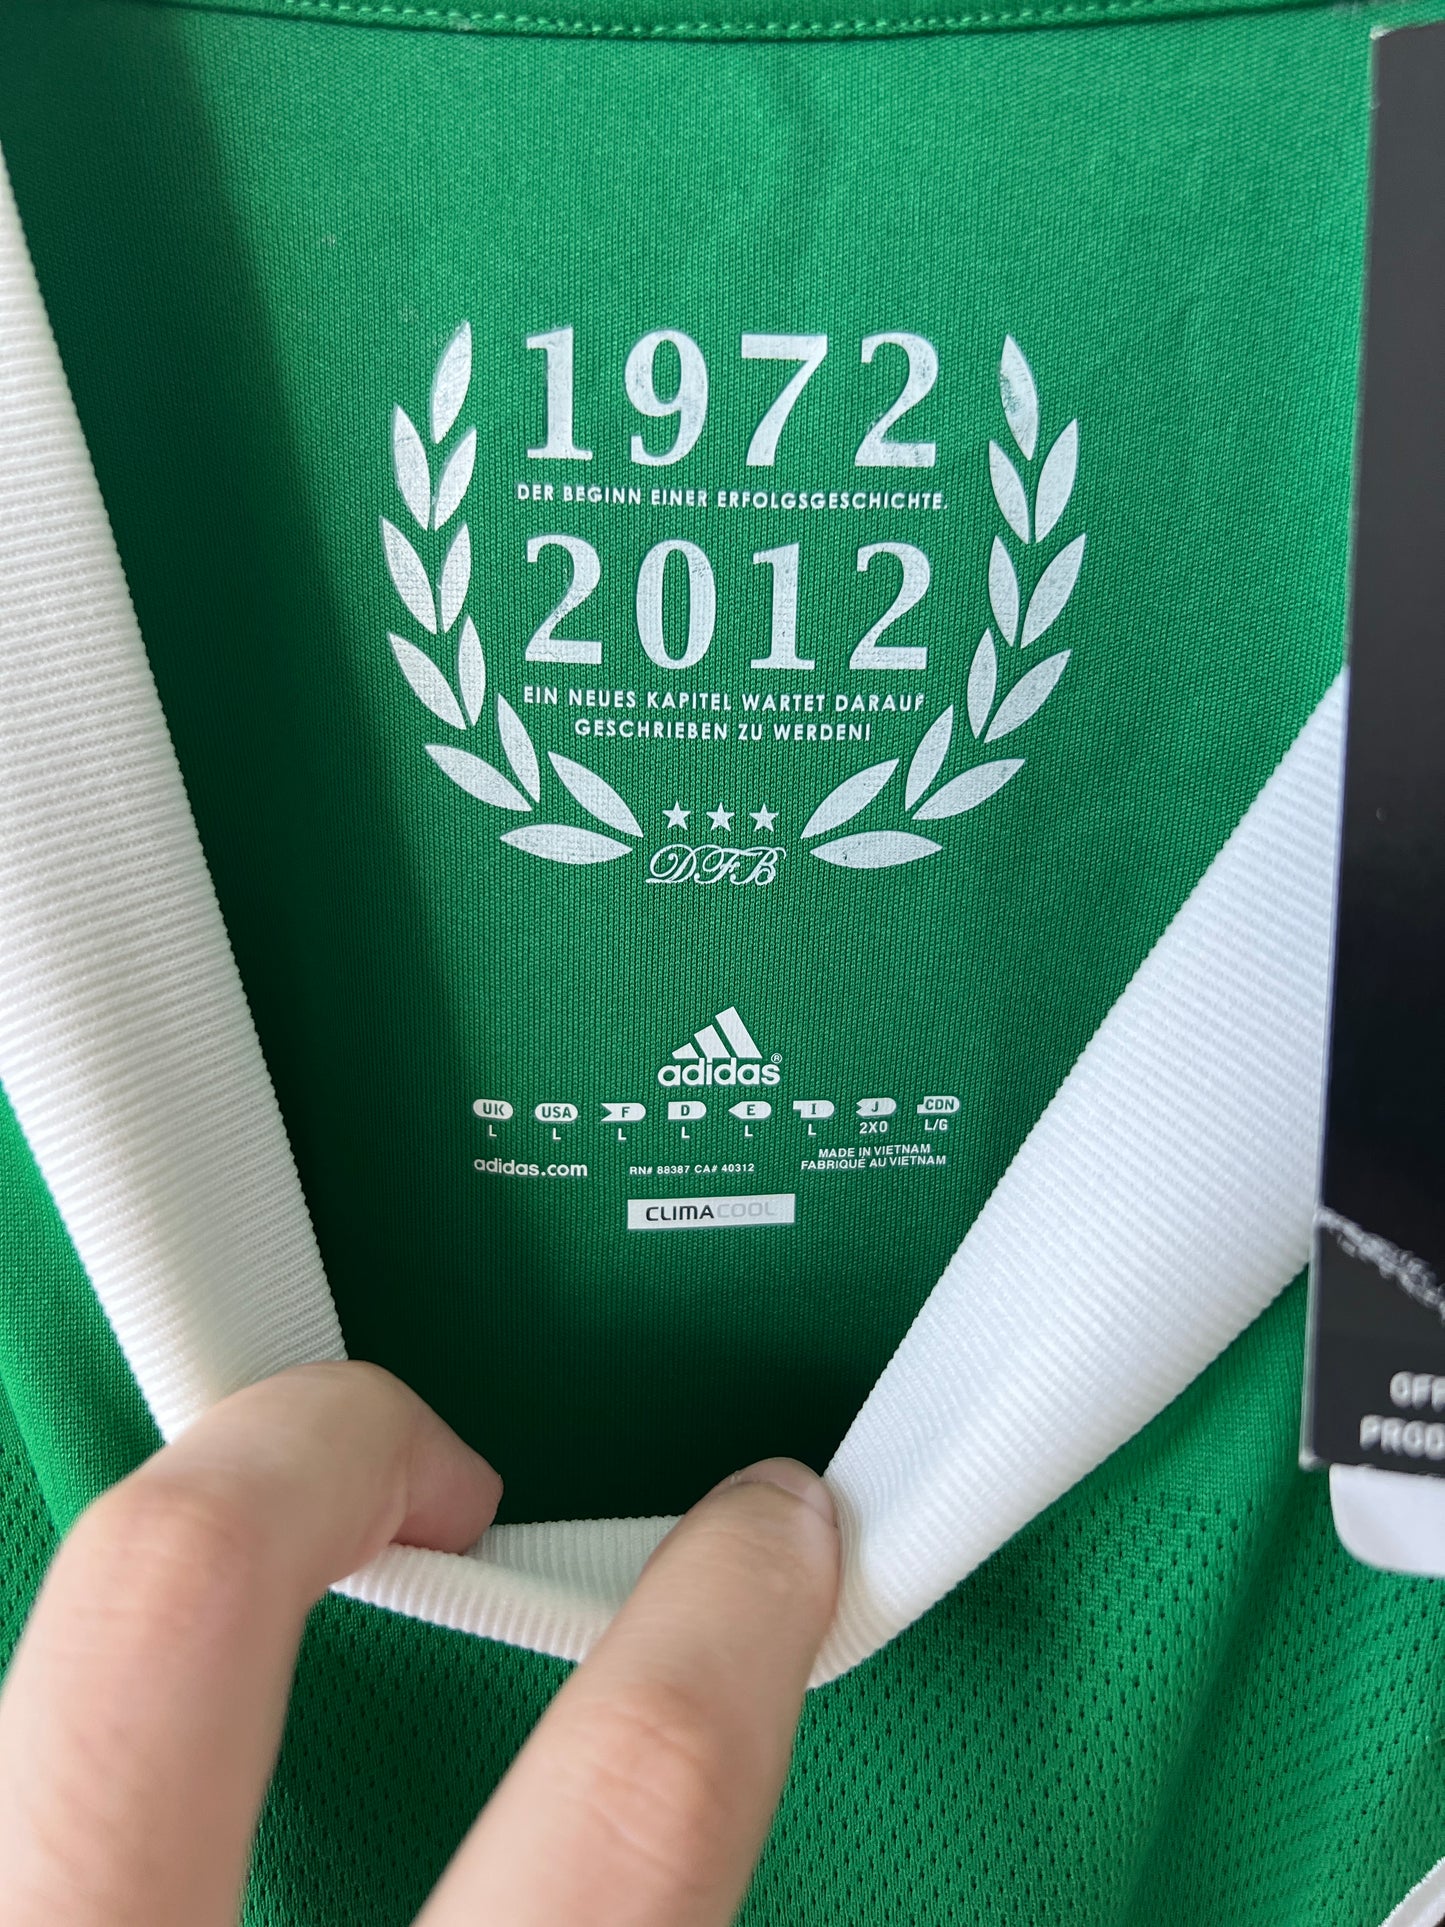 1972
DER BEGINN EINER ERFOLGSGESCHICHTE.
2012
EIN NEUES KAPITEL WARTET DARAUF
GESCHRIEBEN ZU WERDEN!
DFB
adidas®
UK USA F D E I J CDN
L L L L L L 2XO L/G
adidas.com RN# 88387 CA# 40312 MADE IN VIETNAM
FABRIQUÉ AU VIETNAM
CLIMACOOL